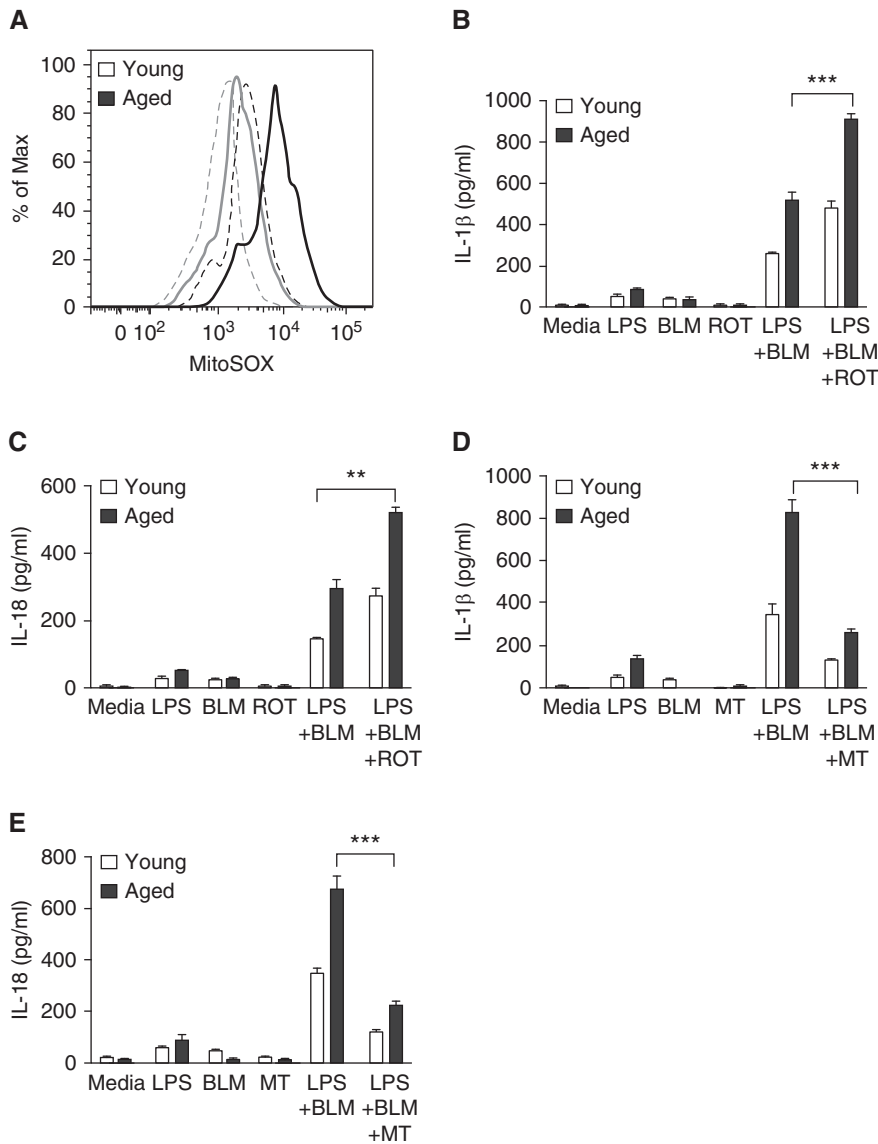 A
Young
Aged
% of Max
100
80
60
40
20
0
0 10² 10³ 10⁴ 10⁵
MitoSOX
B
Young
Aged
***
IL-1β (pg/ml)
1000
800
600
400
200
0
Media LPS BLM ROT LPS LPS
+BLM +BLM
+ROT
C
Young
Aged
**
IL-18 (pg/ml)
600
400
200
0
Media LPS BLM ROT LPS LPS
+BLM +BLM
+ROT
D
Young
Aged
***
IL-1β (pg/ml)
1000
800
600
400
200
0
Media LPS BLM MT LPS LPS
+BLM +BLM
+MT
E
Young
Aged
***
IL-18 (pg/ml)
800
600
400
200
0
Media LPS BLM MT LPS LPS
+BLM +BLM
+MT